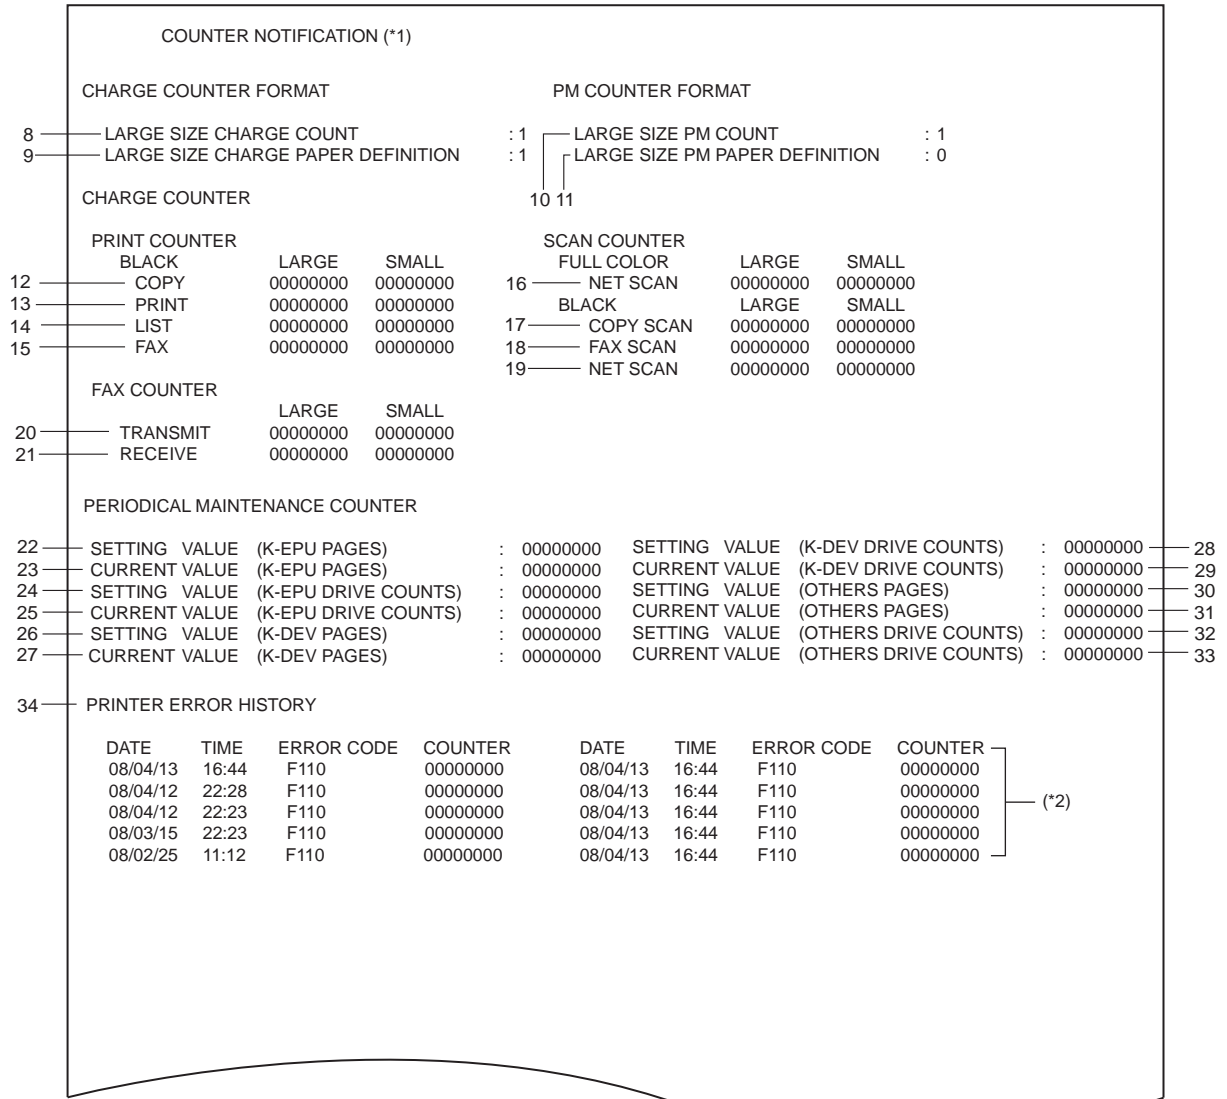 COUNTER NOTIFICATION (*1)
CHARGE COUNTER FORMAT PM COUNTER FORMAT
8 LARGE SIZE CHARGE COUNT : 1 LARGE SIZE PM COUNT : 1
9 LARGE SIZE CHARGE PAPER DEFINITION : 1 LARGE SIZE PM PAPER DEFINITION : 0
CHARGE COUNTER 10 11
PRINT COUNTER SCAN COUNTER
BLACK LARGE SMALL FULL COLOR LARGE SMALL
12 COPY 00000000 00000000 16 NET SCAN 00000000 00000000
13 PRINT 00000000 00000000 BLACK LARGE SMALL
14 LIST 00000000 00000000 17 COPY SCAN 00000000 00000000
15 FAX 00000000 00000000 18 FAX SCAN 00000000 00000000
19 NET SCAN 00000000 00000000
FAX COUNTER
LARGE SMALL
20 TRANSMIT 00000000 00000000
21 RECEIVE 00000000 00000000
PERIODICAL MAINTENANCE COUNTER
22 SETTING VALUE (K-EPU PAGES) : 00000000 SETTING VALUE (K-DEV DRIVE COUNTS) : 00000000 28
23 CURRENT VALUE (K-EPU PAGES) : 00000000 CURRENT VALUE (K-DEV DRIVE COUNTS) : 00000000 29
24 SETTING VALUE (K-EPU DRIVE COUNTS) : 00000000 SETTING VALUE (OTHERS PAGES) : 00000000 30
25 CURRENT VALUE (K-EPU DRIVE COUNTS) : 00000000 CURRENT VALUE (OTHERS PAGES) : 00000000 31
26 SETTING VALUE (K-DEV PAGES) : 00000000 SETTING VALUE (OTHERS DRIVE COUNTS) : 00000000 32
27 CURRENT VALUE (K-DEV PAGES) : 00000000 CURRENT VALUE (OTHERS DRIVE COUNTS) : 00000000 33
34 PRINTER ERROR HISTORY
DATE TIME ERROR CODE COUNTER DATE TIME ERROR CODE COUNTER
08/04/13 16:44 F110 00000000 08/04/13 16:44 F110 00000000
08/04/12 22:28 F110 00000000 08/04/13 16:44 F110 00000000
08/04/12 22:23 F110 00000000 08/04/13 16:44 F110 00000000 (*2)
08/03/15 22:23 F110 00000000 08/04/13 16:44 F110 00000000
08/02/25 11:12 F110 00000000 08/04/13 16:44 F110 00000000